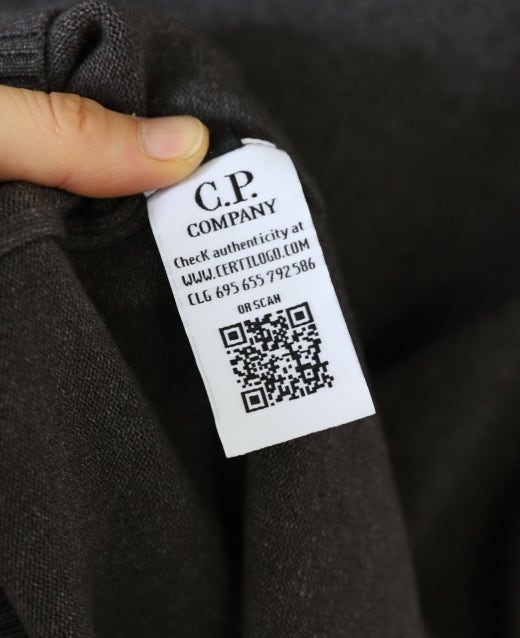 C.P.
COMPANY
Check authenticity at
WWW.CERTILOGO.COM
CLG 695 655 792 586
OR SCAN